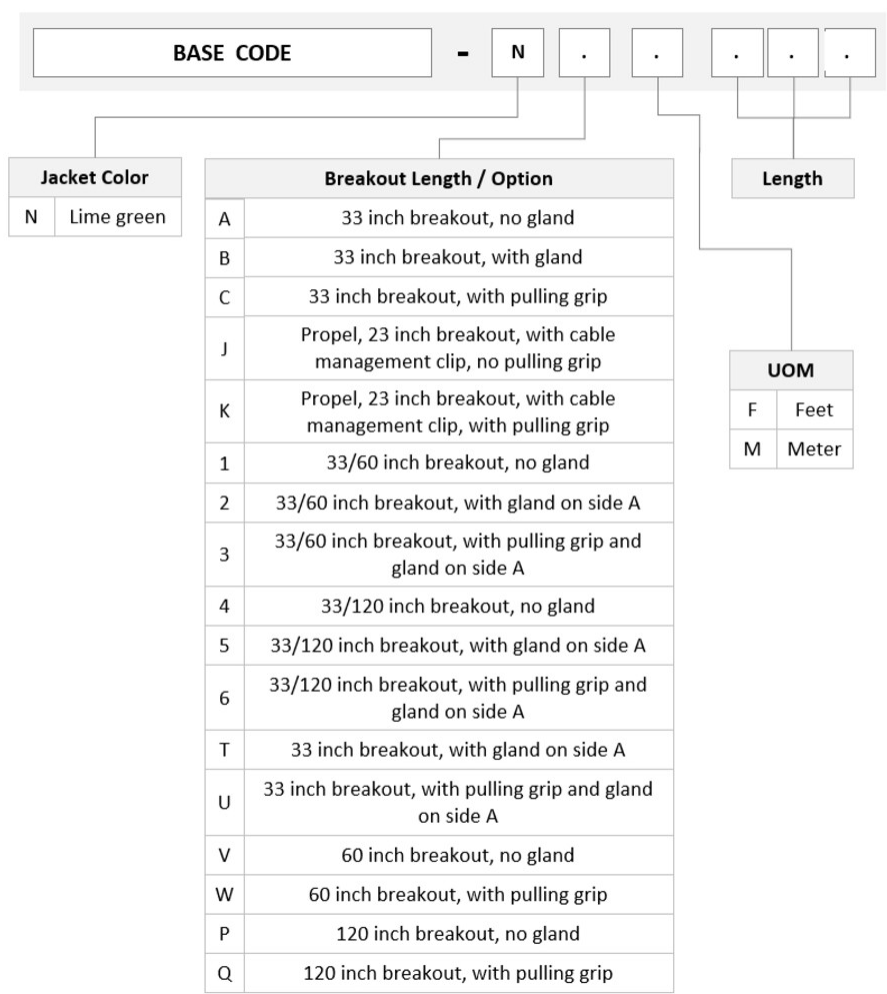 BASE CODE - N . . . . .
Jacket Color
N Lime green
Breakout Length / Option
A 33 inch breakout, no gland
B 33 inch breakout, with gland
C 33 inch breakout, with pulling grip
J Propel, 23 inch breakout, with cable
management clip, no pulling grip
K Propel, 23 inch breakout, with cable
management clip, with pulling grip
1 33/60 inch breakout, no gland
2 33/60 inch breakout, with gland on side A
3 33/60 inch breakout, with pulling grip and
gland on side A
4 33/120 inch breakout, no gland
5 33/120 inch breakout, with gland on side A
6 33/120 inch breakout, with pulling grip and
gland on side A
T 33 inch breakout, with gland on side A
U 33 inch breakout, with pulling grip and gland
on side A
V 60 inch breakout, no gland
W 60 inch breakout, with pulling grip
P 120 inch breakout, no gland
Q 120 inch breakout, with pulling grip
Length
UOM
F Feet
M Meter